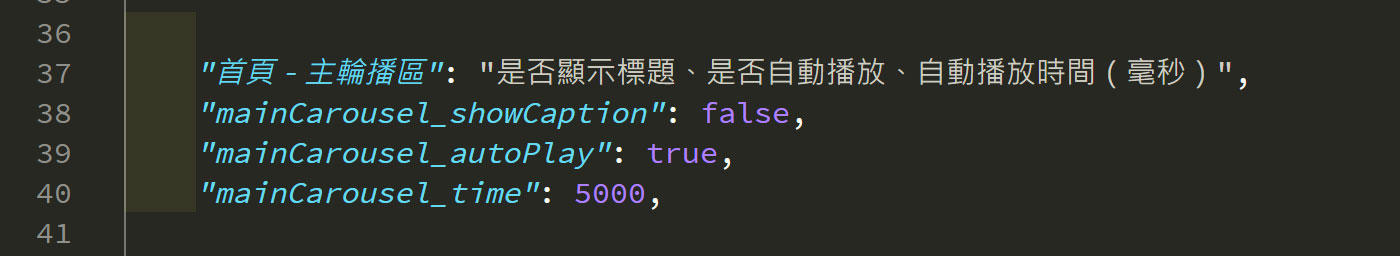 36
37 "首頁 - 主輪播區": "是否顯示標題、是否自動播放、自動播放時間 ( 毫秒 ) ",
38 "mainCarousel_showCaption": false,
39 "mainCarousel_autoPlay": true,
40 "mainCarousel_time": 5000,
41